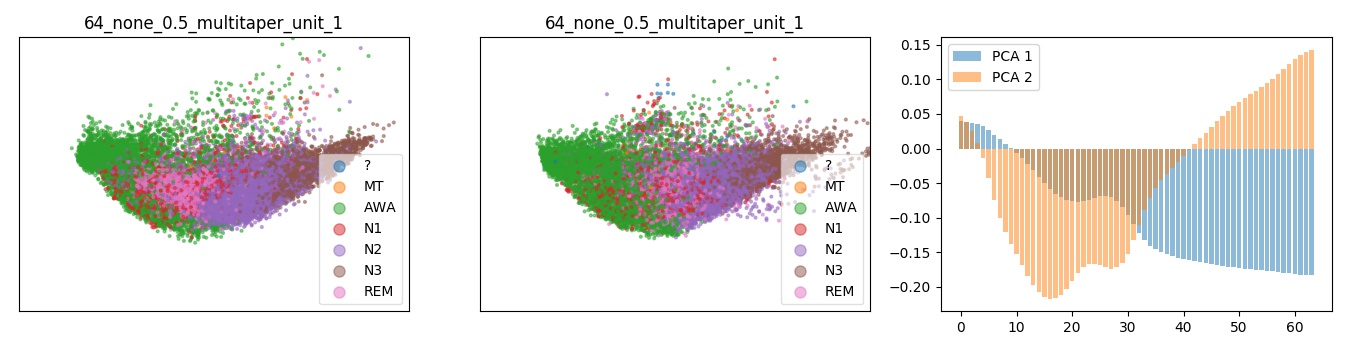 64_none_0.5_multitaper_unit_1
?
MT
AWA
N1
N2
N3
REM
64_none_0.5_multitaper_unit_1
?
MT
AWA
N1
N2
N3
REM
PCA 1
PCA 2
0.15
0.10
0.05
0.00
−0.05
−0.10
−0.15
−0.20
0 10 20 30 40 50 60